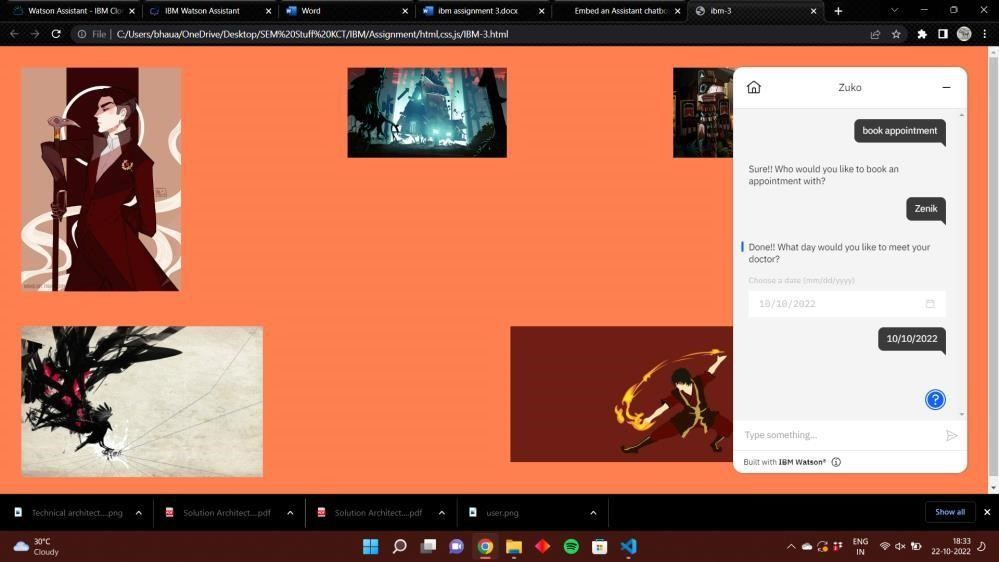 Watson Assistant - IBM Clo
IBM Watson Assistant
Word
ibm assignment 3.docx
Embed an Assistant chatbo
ibm-3
File | C:/Users/bhaua/OneDrive/Desktop/SEM%20Stuff%20KCT/IBM/Assignment/html,css,js/IBM-3.html
Zuko
book appointment
Sure!! Who would you like to book an
appointment with?
Zenik
Done!! What day would you like to meet your
doctor?
Choose a date (mm/dd/yyyy)
10/10/2022
10/10/2022
Type something...
Built with IBM Watson®
Technical architect....png
Solution Architect....pdf
Solution Architect....pdf
user.png
Show all
30°C
Cloudy
ENG
IN
18:33
22-10-2022